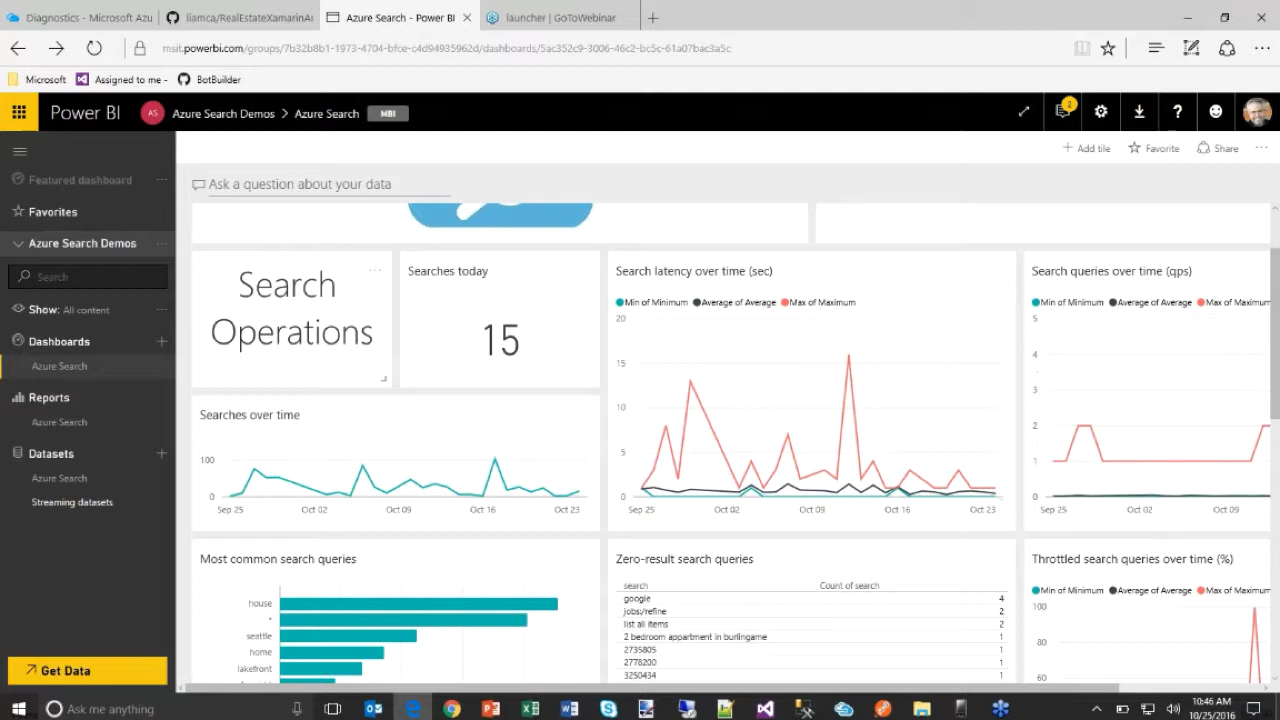 Diagnostics - Microsoft Azu
liamca/RealEstateXamarinAı
Azure Search - Power BI
launcher | GoToWebinar
msit.powerbi.com/groups/7b32b8b1-1973-4704-bfce-c4d94935962d/dashboards/5ac352c9-3006-46c2-bc5c-61a07bac3a5c
Microsoft
Assigned to me -
BotBuilder
Power BI
AS
Azure Search Demos > Azure Search
MBI
2
Add tile
Favorite
Share
Featured dashboard
Favorites
Azure Search Demos
Search
Show: All content
Dashboards
Azure Search
Reports
Azure Search
Datasets
Azure Search
Streaming datasets
Get Data
Ask a question about your data
Search
Operations
Searches today
15
Search latency over time (sec)
Min of Minimum Average of Average Max of Maximum
20
15
10
5
0
Sep 25 Oct 02 Oct 09 Oct 16 Oct 23
Search queries over time (qps)
Min of Minimum Average of Average Max of Maximum
5
4
3
2
1
0
Sep 25 Oct 02 Oct 09
Searches over time
100
0
Sep 25 Oct 02 Oct 09 Oct 16 Oct 23
Most common search queries
house
*
seattle
home
lakefront
Zero-result search queries
search Count of search
google 4
jobs/refine 2
list all items 2
2 bedroom appartment in burlingame 1
2735805 1
2778200 1
3250434 1
Throttled search queries over time (%)
Min of Minimum Average of Average Max of Maximum
100
80
60
Ask me anything
10:46 AM
10/25/2016